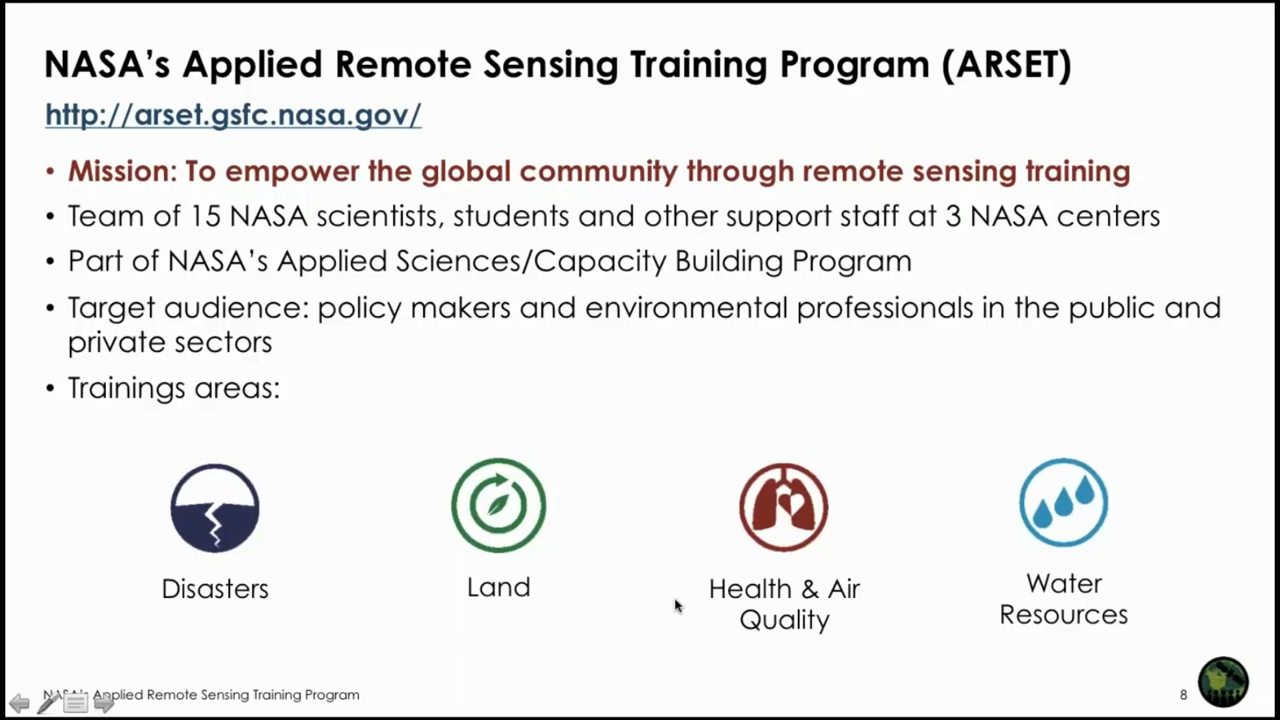 NASA's Applied Remote Sensing Training Program (ARSET)
http://arset.gsfc.nasa.gov/
• Mission: To empower the global community through remote sensing training
• Team of 15 NASA scientists, students and other support staff at 3 NASA centers
• Part of NASA's Applied Sciences/Capacity Building Program
• Target audience: policy makers and environmental professionals in the public and
private sectors
• Trainings areas:
Disasters
Land
Health & Air
Quality
Water
Resources
NASA's Applied Remote Sensing Training Program
8